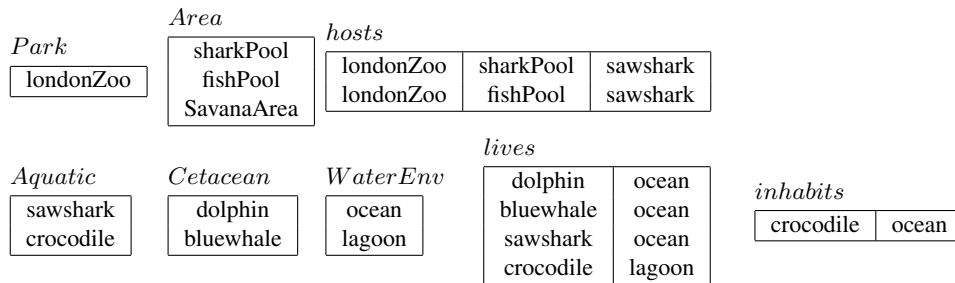 Park
londonZoo
Area
sharkPool
fishPool
SavanaArea
hosts
londonZoo sharkPool sawshark
londonZoo fishPool sawshark
Aquatic
sawshark
crocodile
Cetacean
dolphin
bluewhale
WaterEnv
ocean
lagoon
lives
dolphin ocean
bluewhale ocean
sawshark ocean
crocodile lagoon
inhabits
crocodile ocean